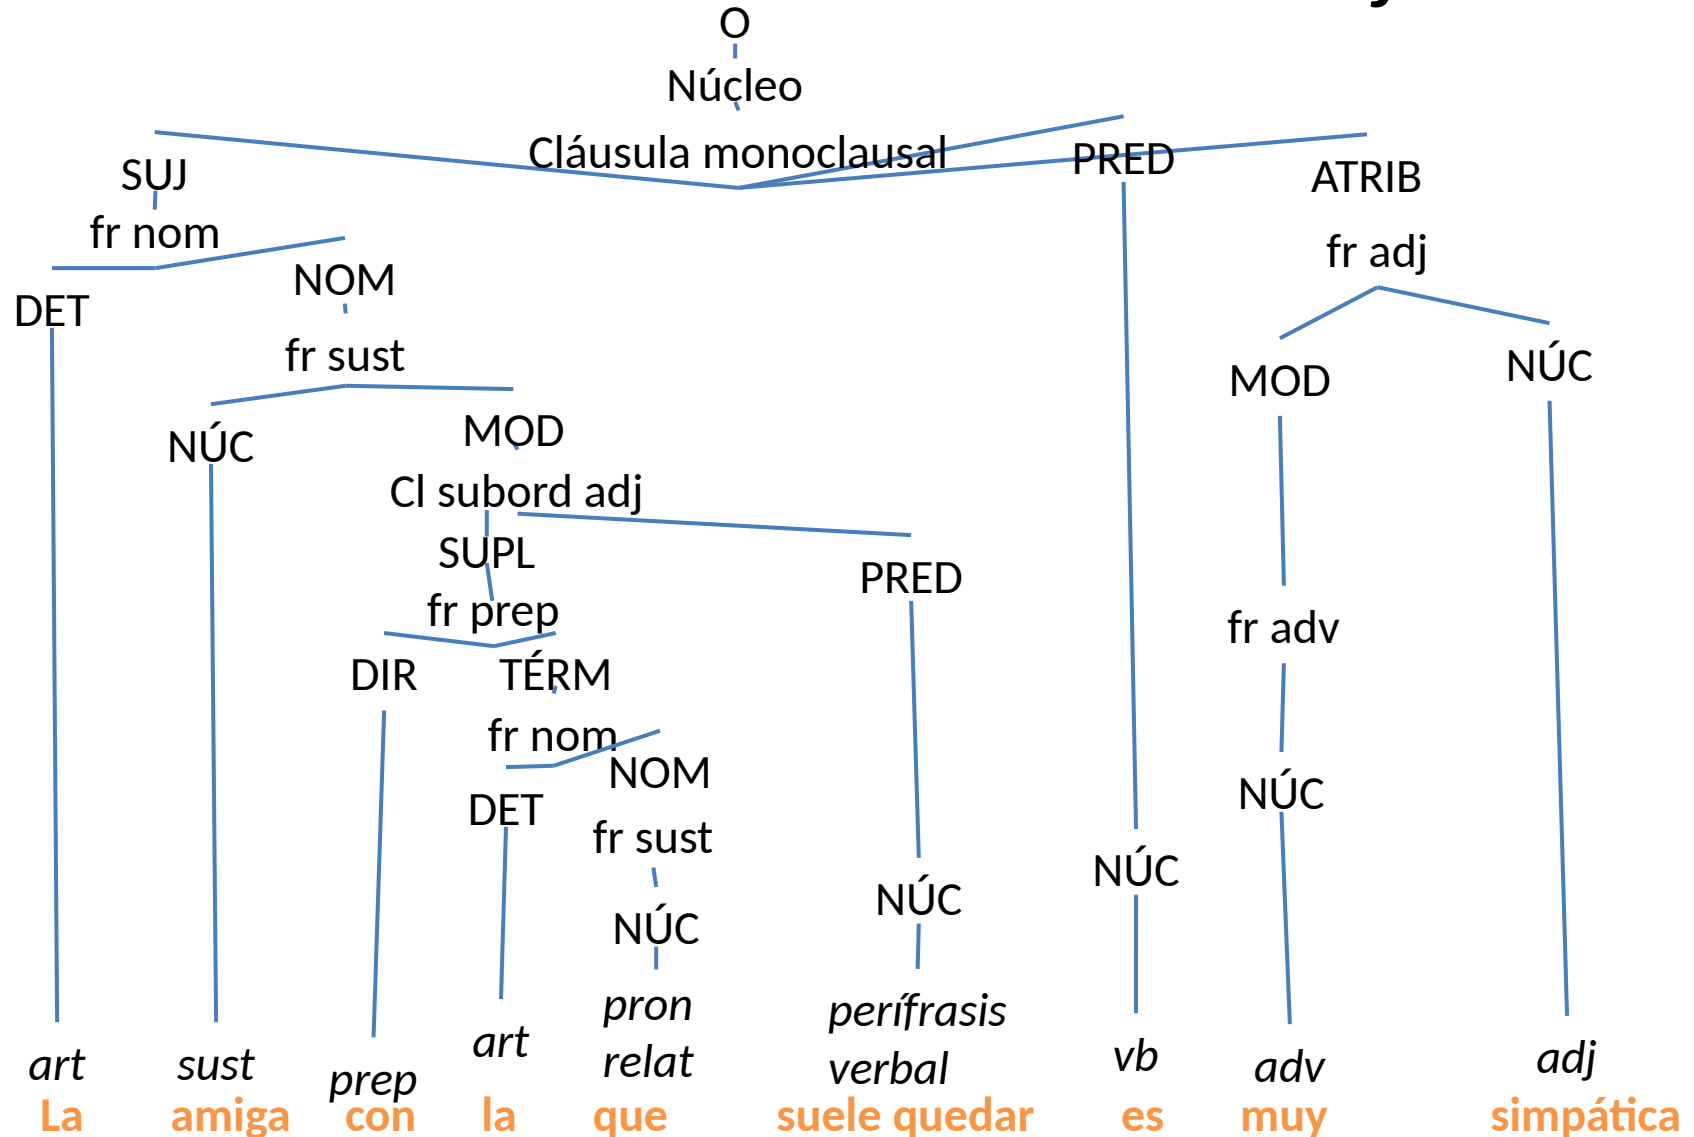 O
Núcleo
Cláusula monoclausal
PRED
SUJ
ATRIB
fr nom
fr adj
NOM
DET
fr sust
NÚC
MOD
MOD
NÚC
Cl subord adj
SUPL
PRED
fr prep
fr adv
DIR
TÉRM
fr nom
NOM
NÚC
DET
fr sust
NÚC
NÚC
NÚC
pron
relat
perífrasis
verbal
art
vb
adj
art
sust
adv
prep
La amiga con la que suele quedar es muy simpática